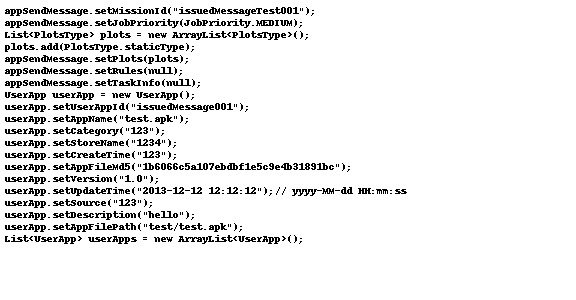 appSendMessage.setMissionId("issuedMessageTest001");
appSendMessage.setJobPriority(JobPriority.MEDIUM);
List<PlotsType> plots = new ArrayList<PlotsType>();
plots.add(PlotsType.staticType);
appSendMessage.setPlots(plots);
appSendMessage.setRules(null);
appSendMessage.setTaskInfo(null);
UserApp userApp = new UserApp();
userApp.setUserAppId("issuedMessage001");
userApp.setAppName("test.apk");
userApp.setCategory("123");
userApp.setStoreName("1234");
userApp.setCreateTime("123");
userApp.setAppFileMd5("1b6066c5a107ebdbf1e5c9e4b31891bc");
userApp.setVersion("1.0");
userApp.setUpdateTime("2013-12-12 12:12:12");// yyyy-MM-dd HH:mm:ss
userApp.setSource("123");
userApp.setDescription("hello");
userApp.setAppFilePath("test/test.apk");
List<UserApp> userApps = new ArrayList<UserApp>();